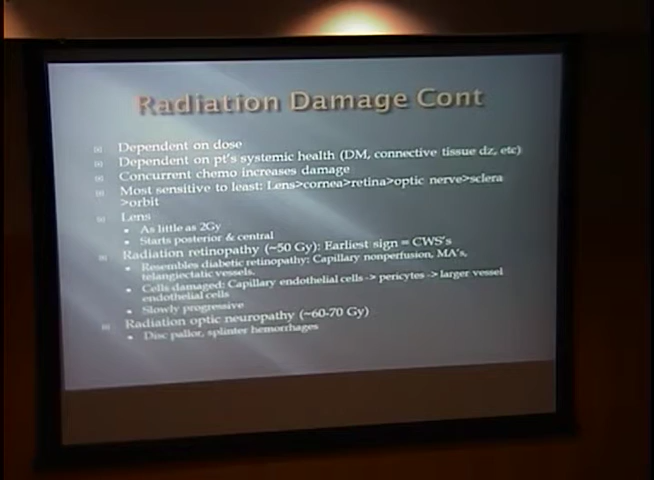 Radiation Damage Cont
Dependent on dose
Dependent on pt's systemic health (DM, connective tissue dz, etc)
Concurrent chemo increases damage
Most sensitive to least: Lens>cornea>retina>optic nerve>sclera
>orbit
Lens
As little as 2Gy
Starts posterior & central
Radiation retinopathy (~50 Gy): Earliest sign = CWS's
Resembles diabetic retinopathy: Capillary nonperfusion, MA's,
telangiectatic vessels.
Cells damaged: Capillary endothelial cells -> pericytes -> larger vessel
endothelial cells
Slowly progressive
Radiation optic neuropathy (~60-70 Gy)
Disc pallor, splinter hemorrhages